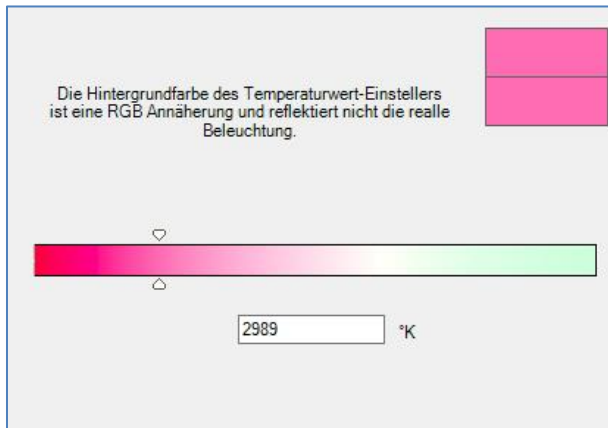 Die Hintergrundfarbe des Temperaturwert-Einstellers
ist eine RGB Annäherung und reflektiert nicht die realle
Beleuchtung.
2989 °K